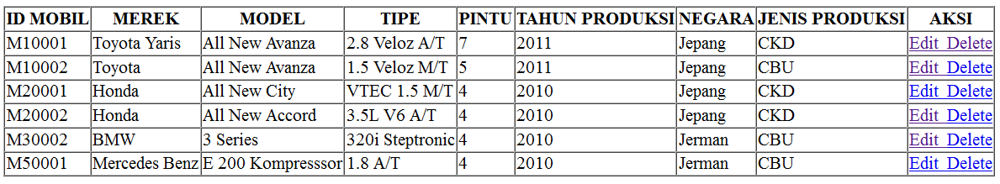 ID MOBIL MEREK MODEL TIPE PINTU TAHUN PRODUKSI NEGARA JENIS PRODUKSI AKSI
M10001 Toyota Yaris All New Avanza 2.8 Veloz A/T 7 2011 Jepang CKD Edit Delete
M10002 Toyota All New Avanza 1.5 Veloz M/T 5 2011 Jepang CBU Edit Delete
M20001 Honda All New City VTEC 1.5 M/T 4 2010 Jepang CKD Edit Delete
M20002 Honda All New Accord 3.5L V6 A/T 4 2010 Jepang CKD Edit Delete
M30002 BMW 3 Series 320i Steptronic 4 2010 Jerman CBU Edit Delete
M50001 Mercedes Benz E 200 Kompresssor 1.8 A/T 4 2010 Jerman CBU Edit Delete